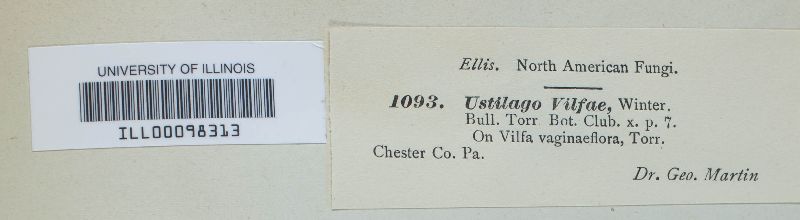 UNIVERSITY OF ILLINOIS
ILL00098313
Ellis. North American Fungi.
1093. Ustilago Vilfae, Winter.
Bull. Torr. Bot. Club. x. p. 7.
On Vilfa vaginaeflora, Torr.
Chester Co. Pa.
Dr. Geo. Martin